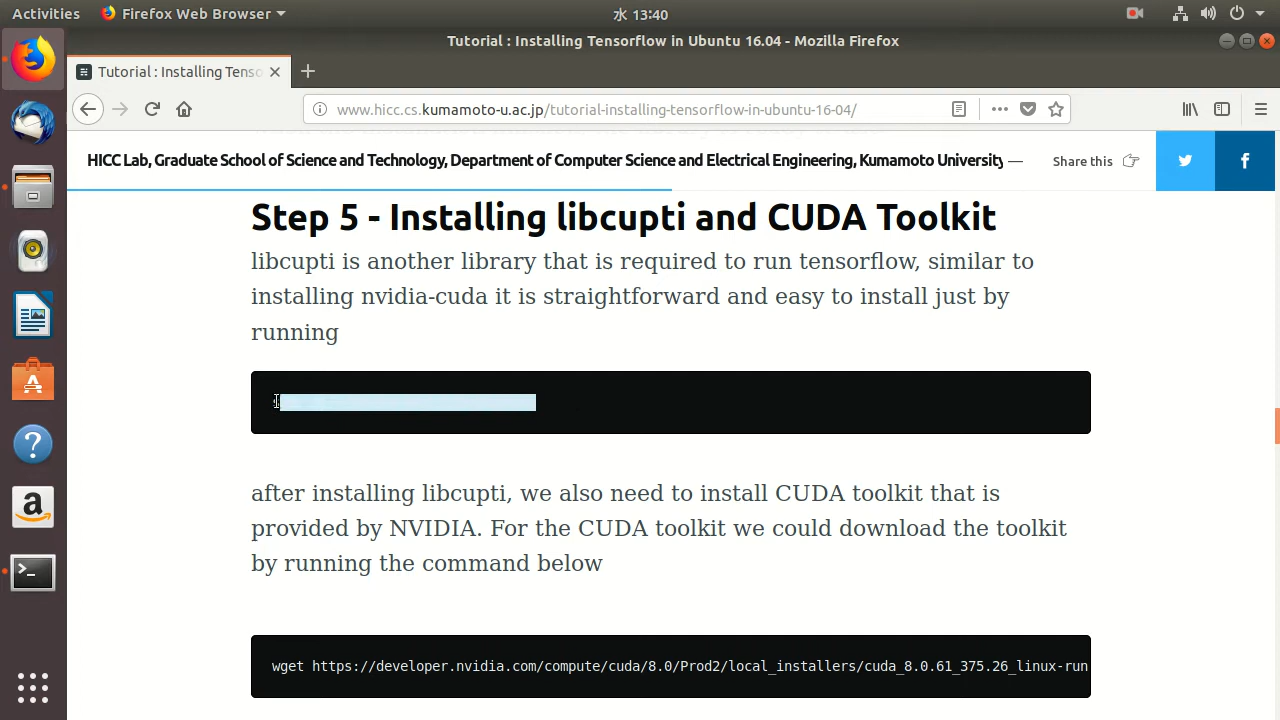 Activities
Firefox Web Browser
水 13:40
Tutorial : Installing Tensorflow in Ubuntu 16.04 - Mozilla Firefox
Tutorial : Installing Tenso
www.hicc.cs.kumamoto-u.ac.jp/tutorial-installing-tensorflow-in-ubuntu-16-04/
HICC Lab, Graduate School of Science and Technology, Department of Computer Science and Electrical Engineering, Kumamoto University —
Share this
Step 5 - Installing libcupti and CUDA Toolkit
libcupti is another library that is required to run tensorflow, similar to
installing nvidia-cuda it is straightforward and easy to install just by
running
after installing libcupti, we also need to install CUDA toolkit that is
provided by NVIDIA. For the CUDA toolkit we could download the toolkit
by running the command below
wget https://developer.nvidia.com/compute/cuda/8.0/Prod2/local_installers/cuda_8.0.61_375.26_linux-run